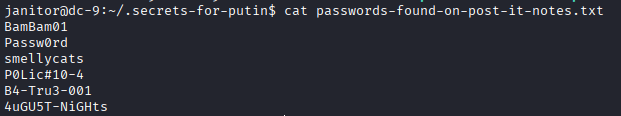 janitor@dc-9:~/.secrets-for-putin$ cat passwords-found-on-post-it-notes.txt
BamBam01
Passw0rd
smellycats
P0Lic#10-4
B4-Tru3-001
4uGU5T-NiGHts